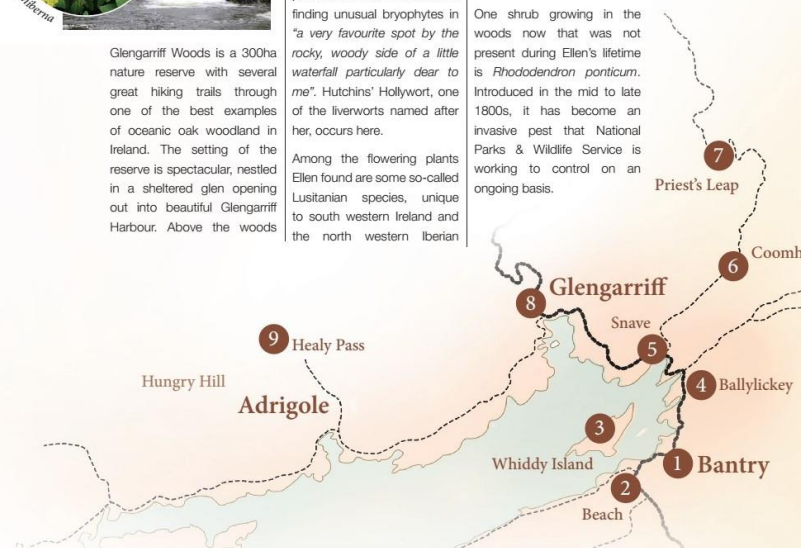 hiberna
Glengarriff Woods is a 300ha
nature reserve with several
great hiking trails through
one of the best examples
of oceanic oak woodland in
Ireland. The setting of the
reserve is spectacular, nestled
in a sheltered glen opening
out into beautiful Glengarriff
Harbour. Above the woods
finding unusual bryophytes in
“a very favourite spot by the
rocky, woody side of a little
waterfall particularly dear to
me”. Hutchins’ Hollywort, one
of the liverworts named after
her, occurs here.
Among the flowering plants
Ellen found are some so-called
Lusitanian species, unique
to south western Ireland and
the north western Iberian
One shrub growing in the
woods now that was not
present during Ellen’s lifetime
is Rhododendron ponticum.
Introduced in the mid to late
1800s, it has become an
invasive pest that National
Parks & Wildlife Service is
working to control on an
ongoing basis.
7
Priest’s Leap
6
Coomh
8
Glengarriff
Snave
5
9
Healy Pass
Hungry Hill
Adrigole
4
Ballylickey
3
Whiddy Island
1
Bantry
2
Beach